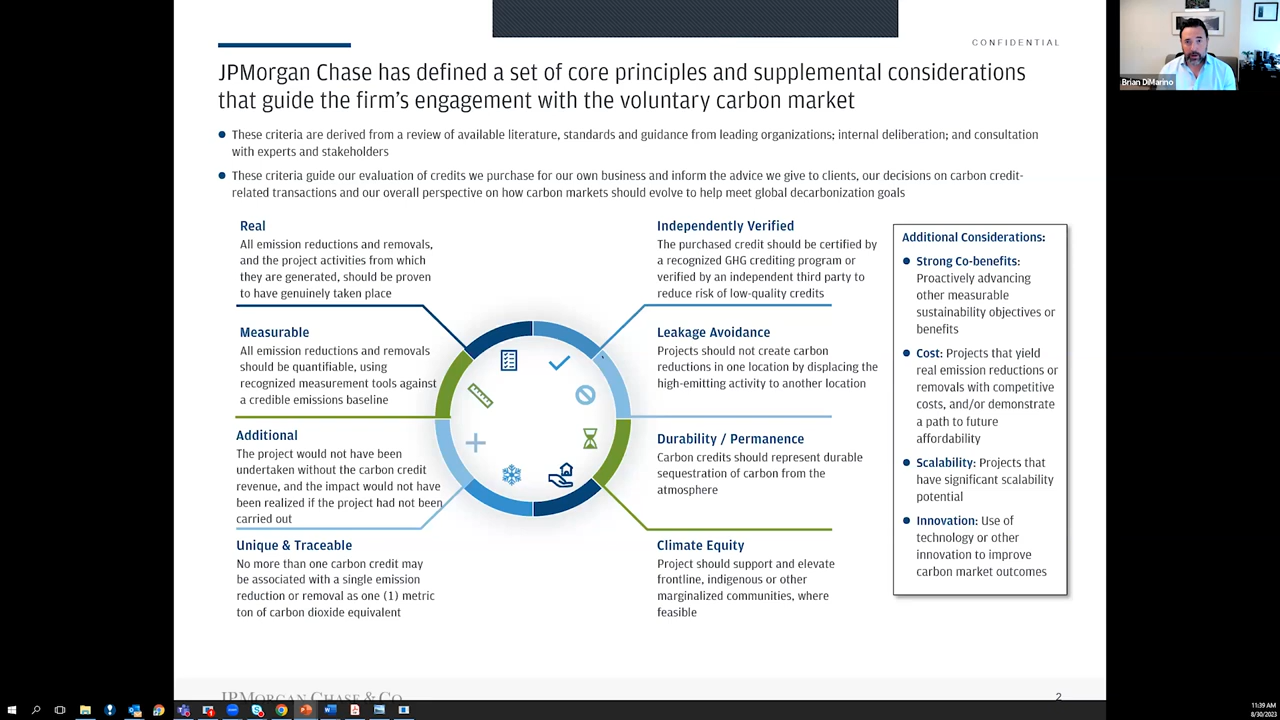 CONFIDENTIAL
JPMorgan Chase has defined a set of core principles and supplemental considerations
that guide the firm's engagement with the voluntary carbon market
These criteria are derived from a review of available literature, standards and guidance from leading organizations; internal deliberation; and consultation
with experts and stakeholders
These criteria guide our evaluation of credits we purchase for our own business and inform the advice we give to clients, our decisions on carbon credit-
related transactions and our overall perspective on how carbon markets should evolve to help meet global decarbonization goals
Real
All emission reductions and removals,
and the project activities from which
they are generated, should be proven
to have genuinely taken place
Measurable
All emission reductions and removals
should be quantifiable, using
recognized measurement tools against
a credible emissions baseline
Additional
The project would not have been
undertaken without the carbon credit
revenue, and the impact would not have
been realized if the project had not been
carried out
Unique & Traceable
No more than one carbon credit may
be associated with a single emission
reduction or removal as one (1) metric
ton of carbon dioxide equivalent
Independently Verified
The purchased credit should be certified by
a recognized GHG crediting program or
verified by an independent third party to
reduce risk of low-quality credits
Leakage Avoidance
Projects should not create carbon
reductions in one location by displacing the
high-emitting activity to another location
Durability / Permanence
Carbon credits should represent durable
sequestration of carbon from the
atmosphere
Climate Equity
Project should support and elevate
frontline, indigenous or other
marginalized communities, where
feasible
Additional Considerations:
Strong Co-benefits:
Proactively advancing
other measurable
sustainability objectives or
benefits
Cost: Projects that yield
real emission reductions or
removals with competitive
costs, and/or demonstrate
a path to future
affordability
Scalability: Projects that
have significant scalability
potential
Innovation: Use of
technology or other
innovation to improve
carbon market outcomes
JPMORGAN CHASE & CO.
2
Brian DiMarino
11:39 AM
8/30/2023